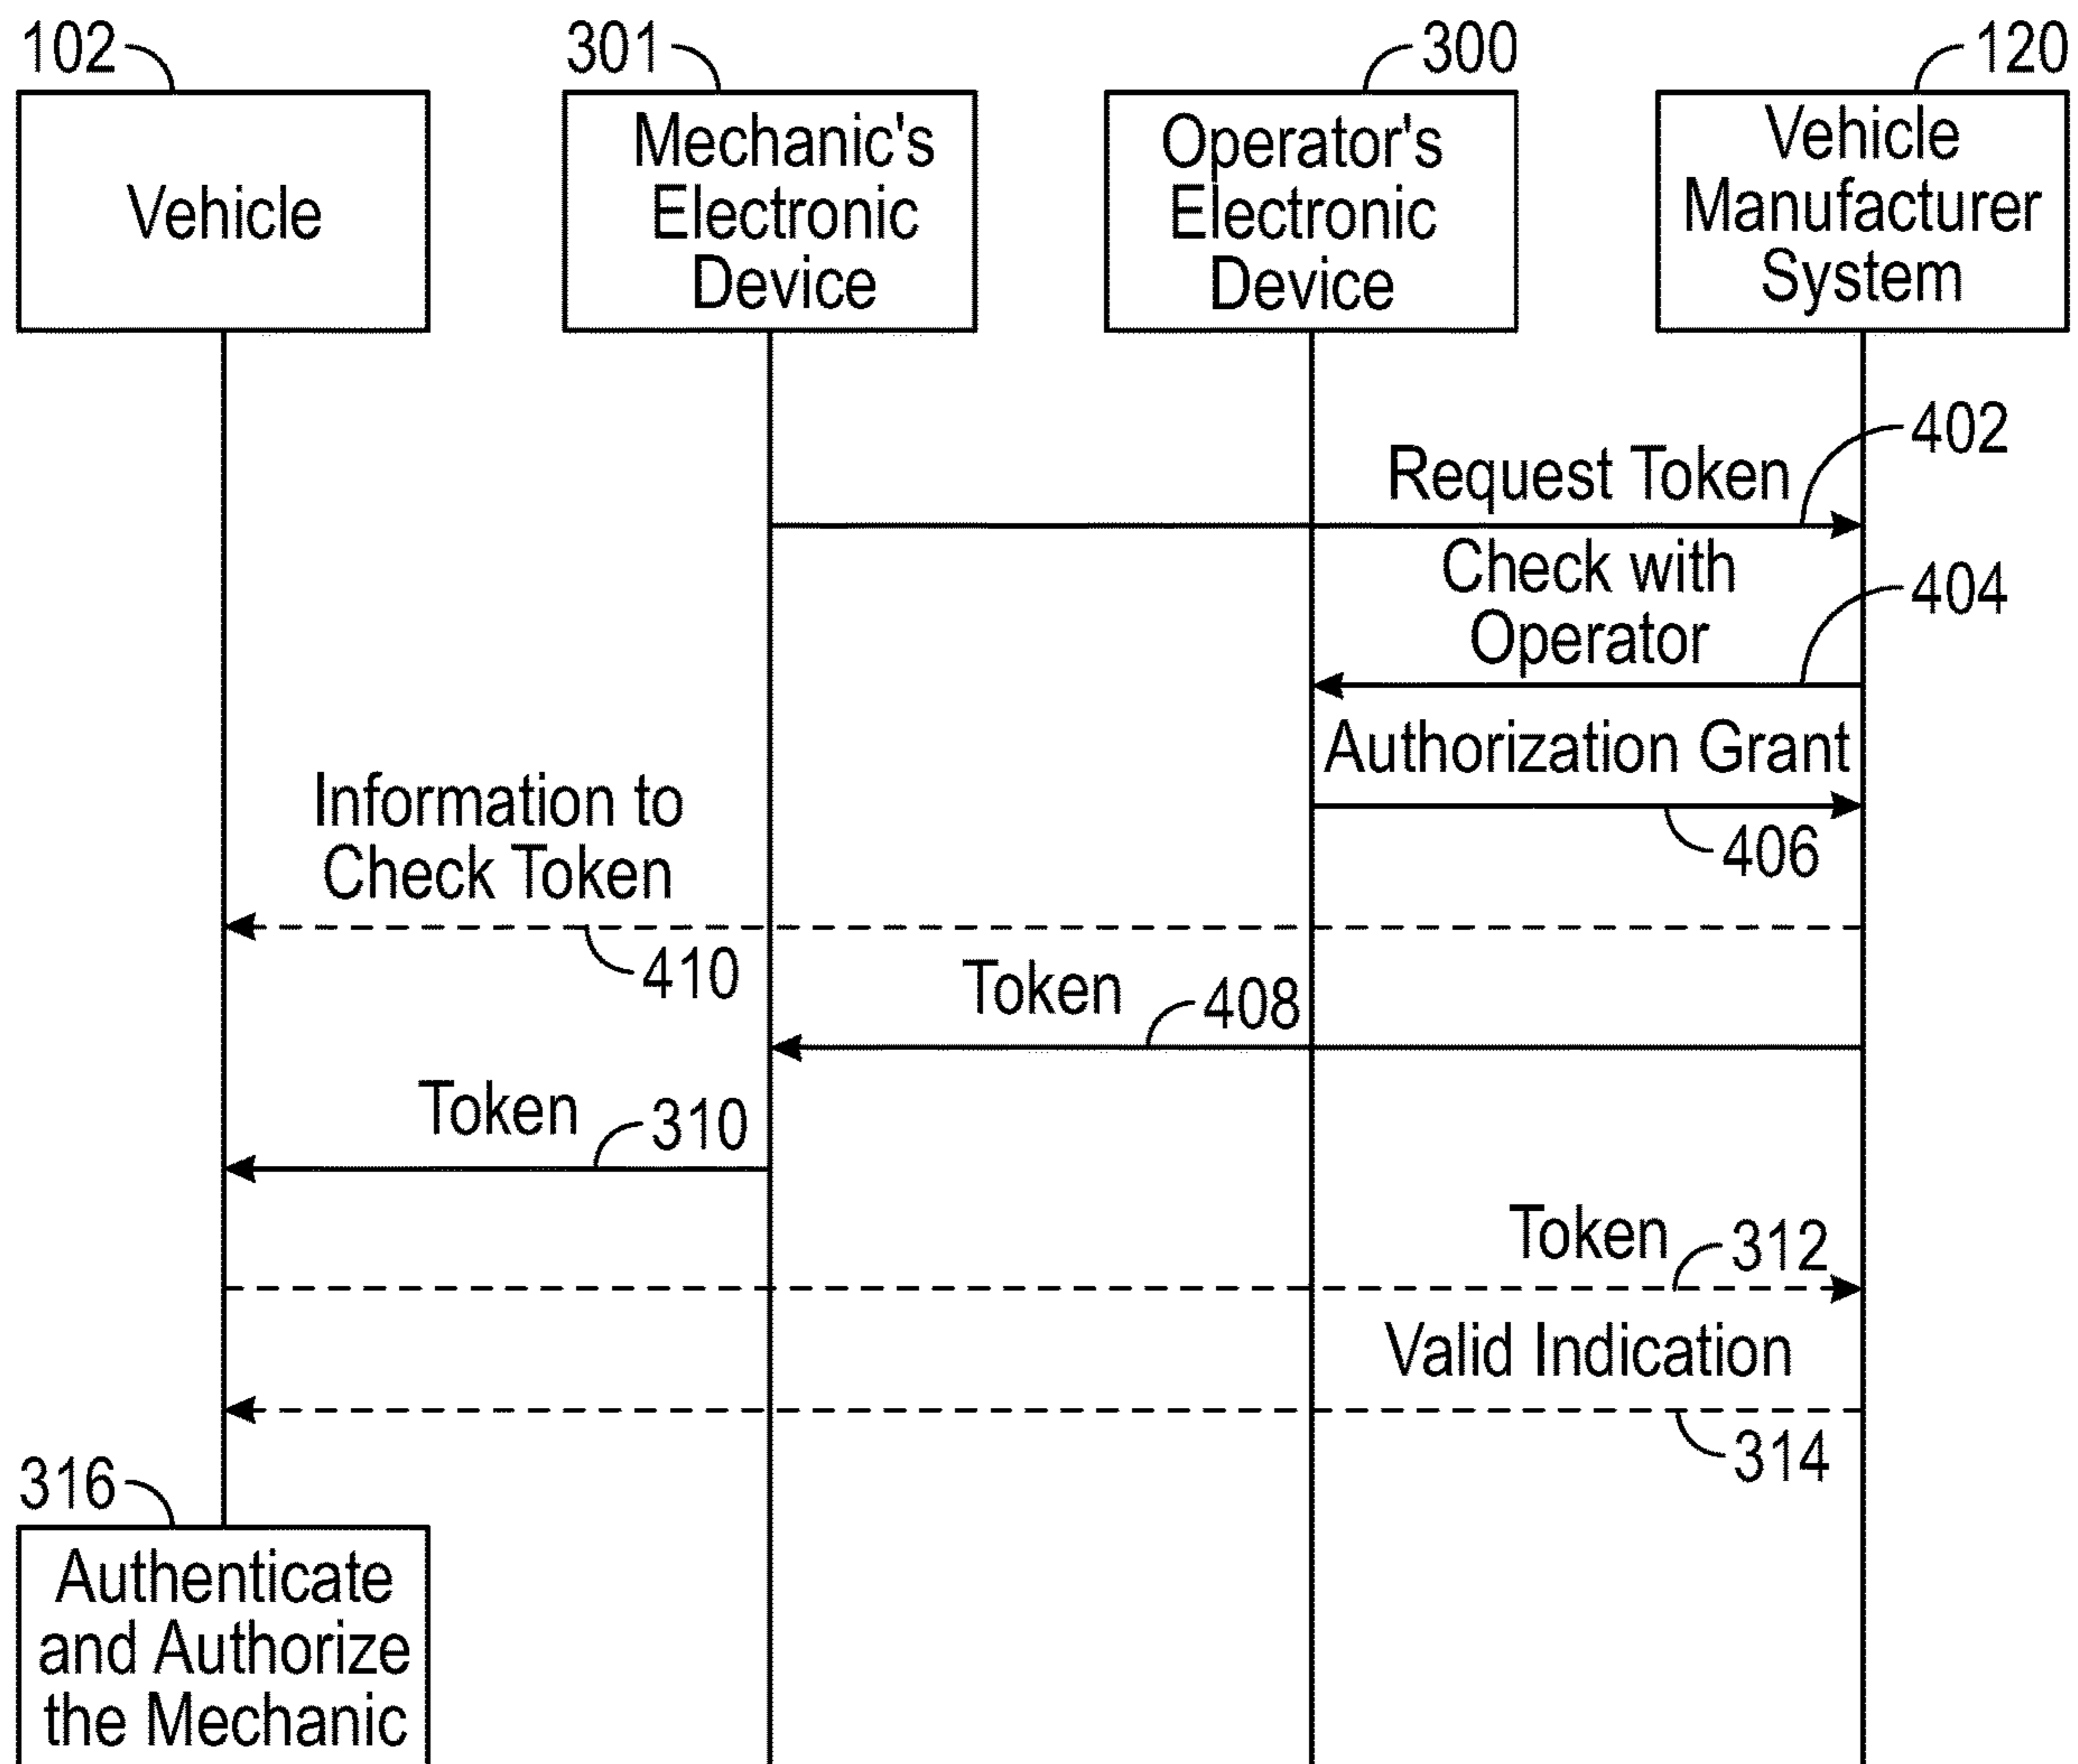 102
301
300
120
Vehicle
Mechanic's
Electronic
Device
Operator's
Electronic
Device
Vehicle
Manufacturer
System
402
Request Token
Check with
Operator
404
Authorization Grant
406
Information to
Check Token
410
Token
408
Token
310
Token
312
Valid Indication
314
316
Authenticate
and Authorize
the Mechanic